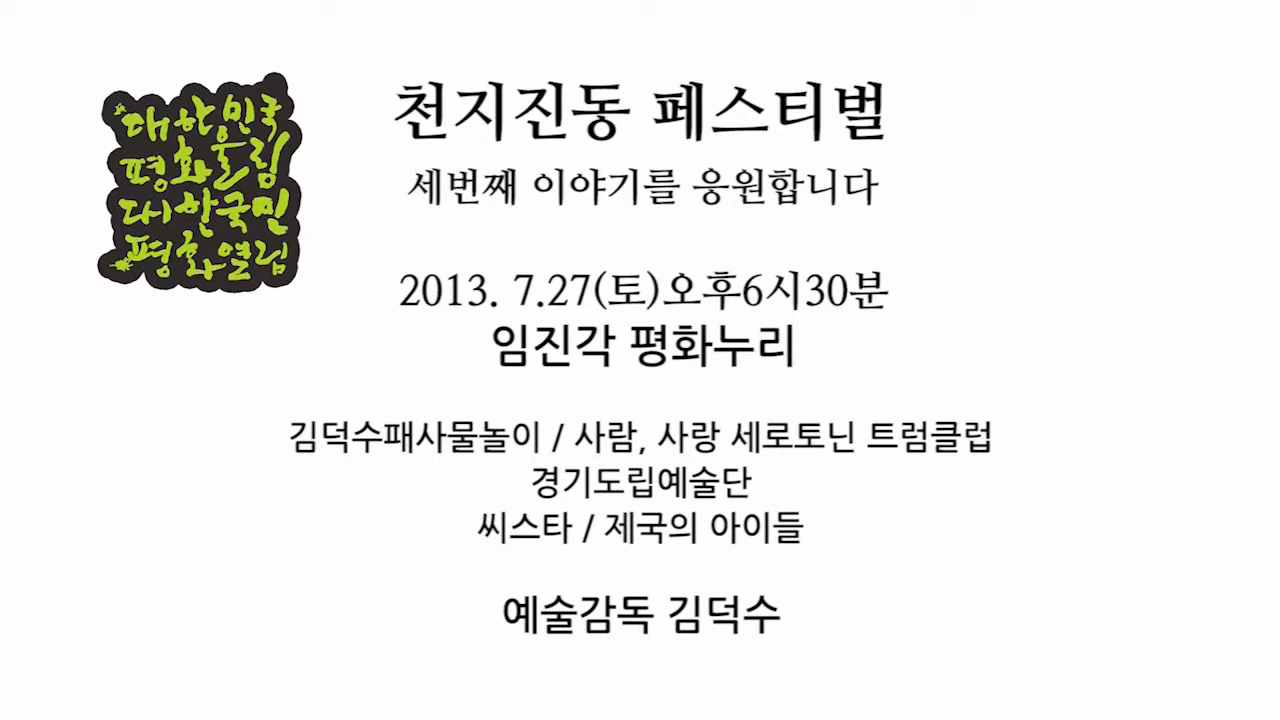 대한민국
평화울림
다시한국민
평화열림
천지진동 페스티벌
세번째 이야기를 응원합니다
2013. 7.27(토)오후6시30분
임진각 평화누리
김덕수패사물놀이 / 사람, 사랑 세로토닌 트럼클럽
경기도립예술단
씨스타 / 제국의 아이들
예술감독 김덕수